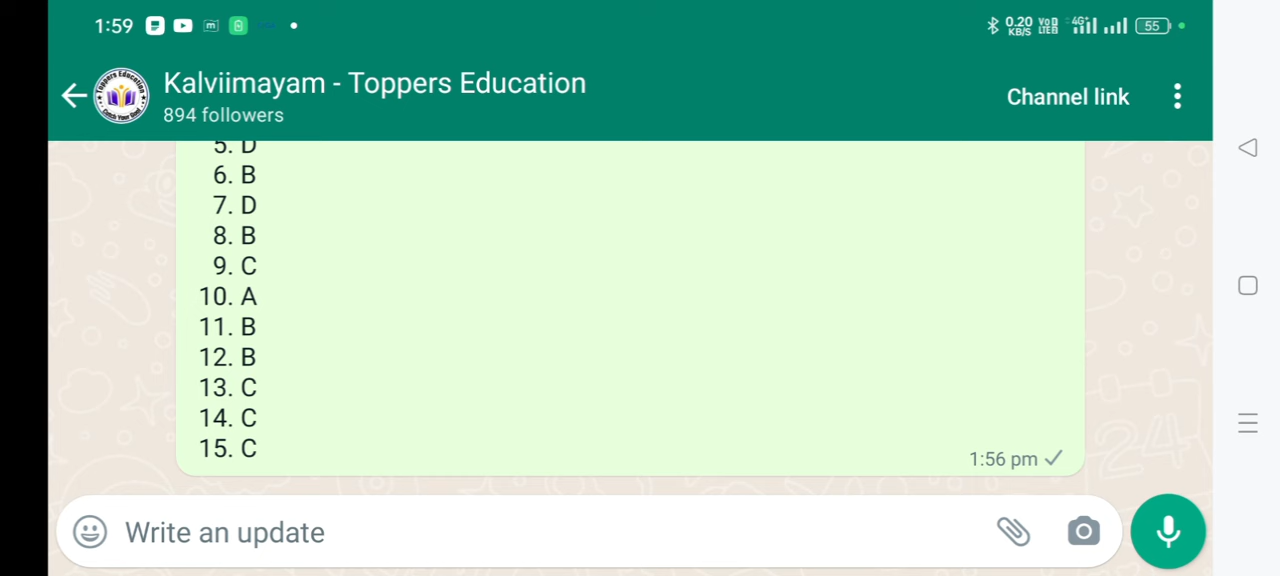 1:59
0.20 KB/S
4G+
55
Kalviimayam - Toppers Education
894 followers
Channel link
5. D
6. B
7. D
8. B
9. C
10. A
11. B
12. B
13. C
14. C
15. C
1:56 pm
Write an update